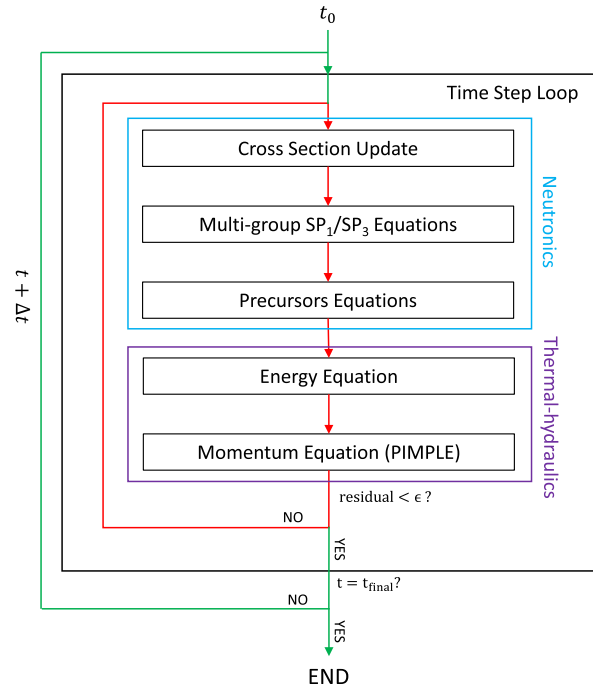 t₀
Time Step Loop
Cross Section Update
Multi-group SP₁/SP₃ Equations
Precursors Equations
Neutronics
Energy Equation
Momentum Equation (PIMPLE)
Thermal-hydraulics
t + Δt
residual < ϵ ?
NO
YES
t = t_final?
NO
YES
END